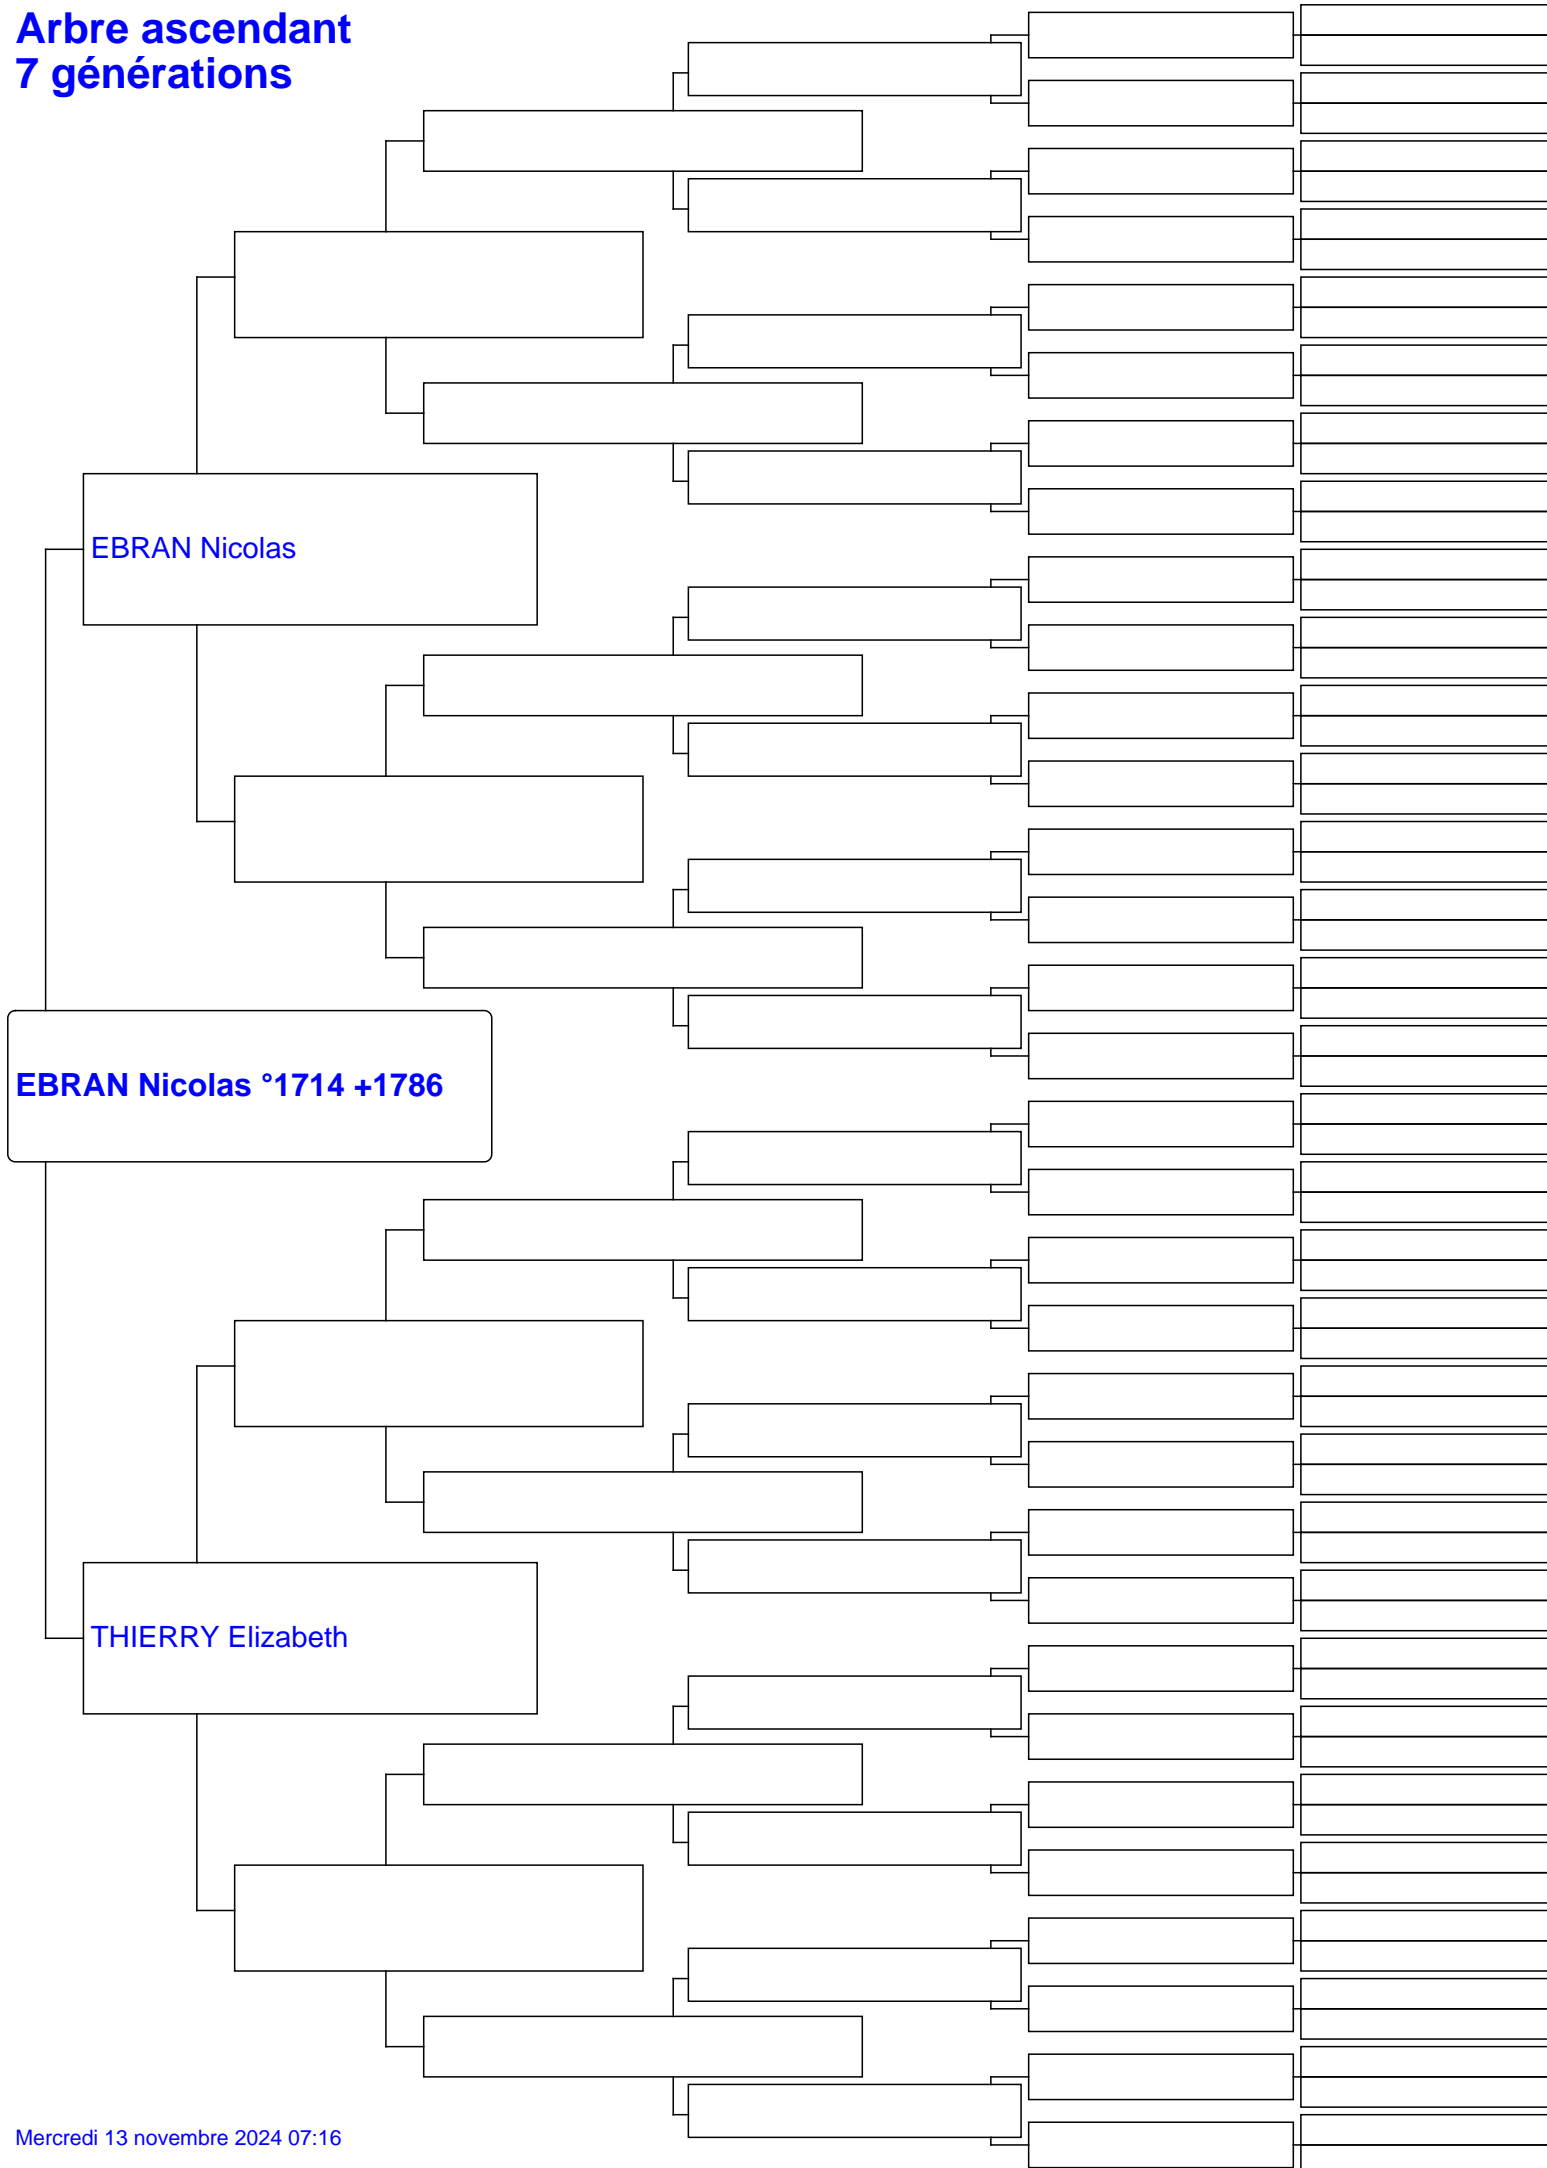 Arbre ascendant
7 générations
EBRAN Nicolas
EBRAN Nicolas °1714 +1786
THIERRY Elizabeth
Mercredi 13 novembre 2024 07:16